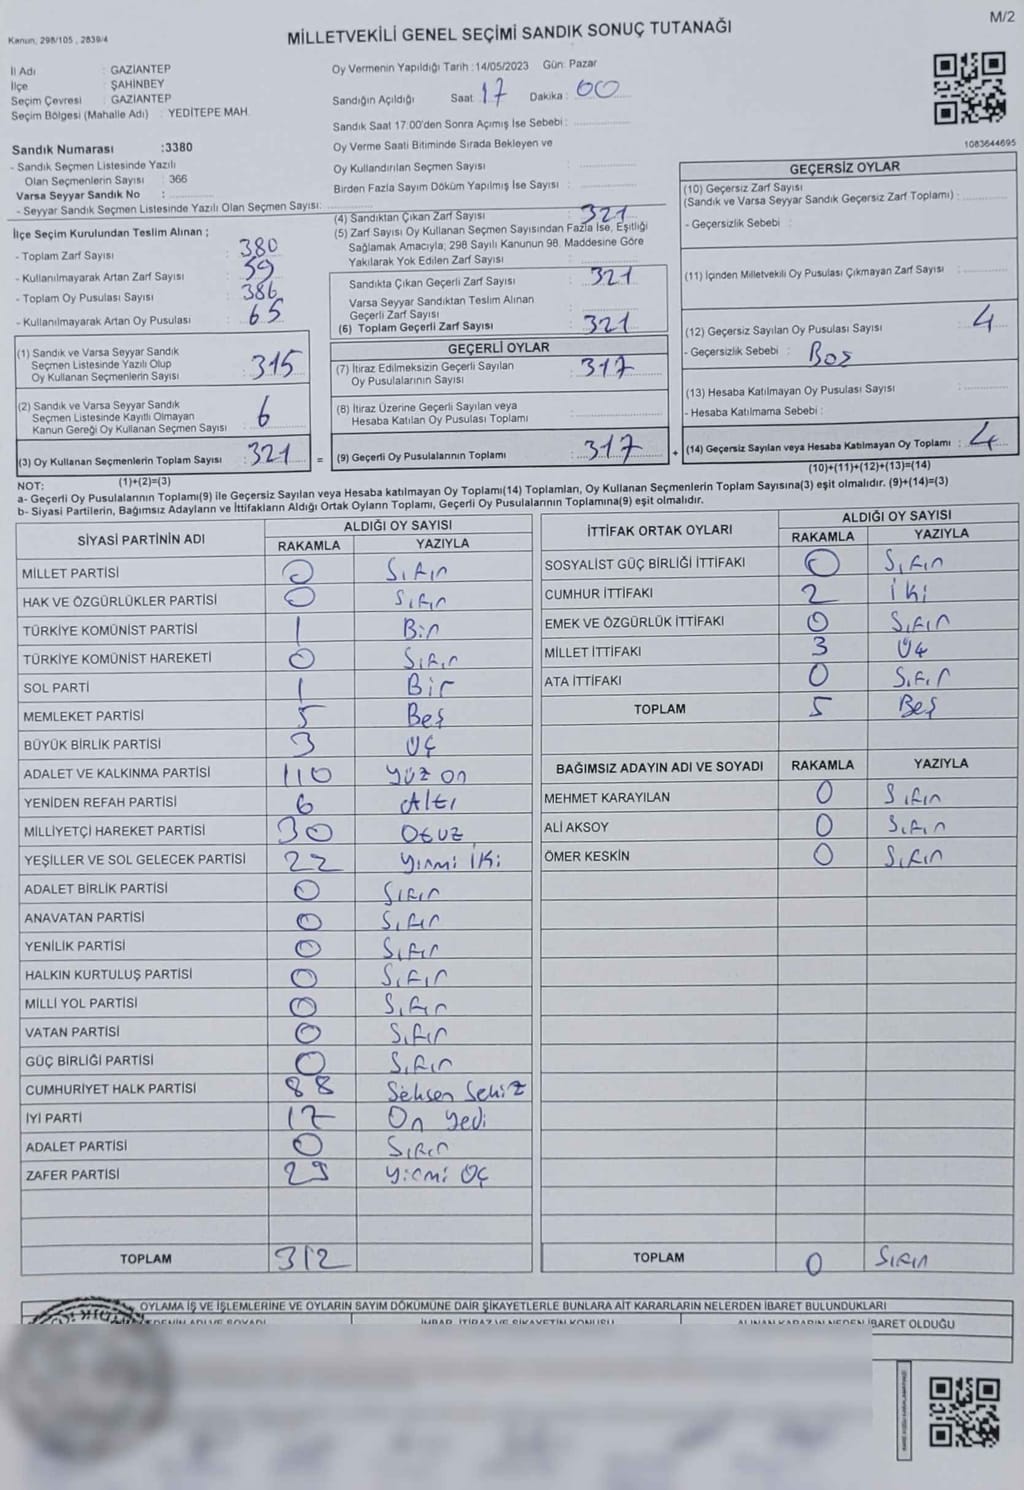 M/2
Kanun, 298/105 , 2839/4
MİLLETVEKİLİ GENEL SEÇİMİ SANDIK SONUÇ TUTANAĞI
İl Adı : GAZİANTEP
İlçe : ŞAHİNBEY
Seçim Çevresi : GAZİANTEP
Seçim Bölgesi (Mahalle Adı) : YEDİTEPE MAH.
Sandık Numarası :3380
- Sandık Seçmen Listesinde Yazılı
Olan Seçmenlerin Sayısı : 366
Varsa Seyyar Sandık No :
- Seyyar Sandık Seçmen Listesinde Yazılı Olan Seçmen Sayısı:
İlçe Seçim Kurulundan Teslim Alınan ;
- Toplam Zarf Sayısı : 380
- Kullanılmayarak Artan Zarf Sayısı : 59
- Toplam Oy Pusulası Sayısı : 386
- Kullanılmayarak Artan Oy Pusulası : 65
(1) Sandık ve Varsa Seyyar Sandık
Seçmen Listesinde Yazılı Olup
Oy Kullanan Seçmenlerin Sayısı : 315
(2) Sandık ve Varsa Seyyar Sandık
Seçmen Listesinde Kayıtlı Olmayan
Kanun Gereği Oy Kullanan Seçmen Sayısı : 6
(3) Oy Kullanan Seçmenlerin Toplam Sayısı : 321
(1)+(2)=(3)
Oy Vermenin Yapıldığı Tarih :14/05/2023 Gün: Pazar
Sandığın Açıldığı Saat 17 Dakika : 00
Sandık Saat 17:00'den Sonra Açımış İse Sebebi :
Oy Verme Saati Bitiminde Sırada Bekleyen ve
Oy Kullandırılan Seçmen Sayısı :
Birden Fazla Sayım Döküm Yapılmış İse Sayısı :
(4) Sandıktan Çıkan Zarf Sayısı : 321
(5) Zarf Sayısı Oy Kullanan Seçmen Sayısından Fazla İse, Eşitliği
Sağlamak Amacıyla; 298 Sayılı Kanunun 98. Maddesine Göre
Yakılarak Yok Edilen Zarf Sayısı :
Sandıkta Çıkan Geçerli Zarf Sayısı : 321
Varsa Seyyar Sandıktan Teslim Alınan
Geçerli Zarf Sayısı :
(6) Toplam Geçerli Zarf Sayısı : 321
GEÇERLİ OYLAR
(7) İtiraz Edilmeksizin Geçerli Sayılan
Oy Pusulalarının Sayısı : 317
(8) İtiraz Üzerine Geçerli Sayılan veya
Hesaba Katılan Oy Pusulası Toplamı :
= (9) Geçerli Oy Pusulalarının Toplamı : 317 +
1083644695
GEÇERSİZ OYLAR
(10) Geçersiz Zarf Sayısı
(Sandık ve Varsa Seyyar Sandık Geçersiz Zarf Toplamı) :
- Geçersizlik Sebebi :
(11) İçinden Milletvekili Oy Pusulası Çıkmayan Zarf Sayısı :
(12) Geçersiz Sayılan Oy Pusulası Sayısı : 4
- Geçersizlik Sebebi : Boş
(13) Hesaba Katılmayan Oy Pusulası Sayısı :
- Hesaba Katılmama Sebebi :
(14) Geçersiz Sayılan veya Hesaba Katılmayan Oy Toplamı : 4
(10)+(11)+(12)+(13)=(14)
NOT:
a- Geçerli Oy Pusulalarının Toplamı(9) ile Geçersiz Sayılan veya Hesaba katılmayan Oy Toplamı(14) Toplamları, Oy Kullanan Seçmenlerin Toplam Sayısına(3) eşit olmalıdır. (9)+(14)=(3)
b- Siyasi Partilerin, Bağımsız Adayların ve İttifakların Aldığı Ortak Oyların Toplamı, Geçerli Oy Pusulalarının Toplamına(9) eşit olmalıdır.
SİYASİ PARTİNİN ADI ALDIĞI OY SAYISI
RAKAMLA YAZIYLA
MİLLET PARTİSİ 0 Sıfır
HAK VE ÖZGÜRLÜKLER PARTİSİ 0 Sıfır
TÜRKİYE KOMÜNİST PARTİSİ 1 Bir
TÜRKİYE KOMÜNİST HAREKETİ 0 Sıfır
SOL PARTİ 1 Bir
MEMLEKET PARTİSİ 5 Beş
BÜYÜK BİRLİK PARTİSİ 3 Üç
ADALET VE KALKINMA PARTİSİ 110 Yüz on
YENİDEN REFAH PARTİSİ 6 Altı
MİLLİYETÇİ HAREKET PARTİSİ 30 Otuz
YEŞİLLER VE SOL GELECEK PARTİSİ 22 Yirmi İki
ADALET BİRLİK PARTİSİ 0 Sıfır
ANAVATAN PARTİSİ 0 Sıfır
YENİLİK PARTİSİ 0 Sıfır
HALKIN KURTULUŞ PARTİSİ 0 Sıfır
MİLLİ YOL PARTİSİ 0 Sıfır
VATAN PARTİSİ 0 Sıfır
GÜÇ BİRLİĞİ PARTİSİ 0 Sıfır
CUMHURİYET HALK PARTİSİ 88 Seksen Sekiz
İYİ PARTİ 17 On yedi
ADALET PARTİSİ 0 Sıfır
ZAFER PARTİSİ 29 Yirmi Üç
TOPLAM 312
İTTİFAK ORTAK OYLARI ALDIĞI OY SAYISI
RAKAMLA YAZIYLA
SOSYALİST GÜÇ BİRLİĞİ İTTİFAKI 0 Sıfır
CUMHUR İTTİFAKI 2 İki
EMEK VE ÖZGÜRLÜK İTTİFAKI 0 Sıfır
MİLLET İTTİFAKI 3 Üç
ATA İTTİFAKI 0 Sıfır
TOPLAM 5 Beş
BAĞIMSIZ ADAYIN ADI VE SOYADI RAKAMLA YAZIYLA
MEHMET KARAYILAN 0 Sıfır
ALİ AKSOY 0 Sıfır
ÖMER KESKİN 0 Sıfır
TOPLAM 0 Sıfır
OYLAMA İŞ VE İŞLEMLERİNE VE OYLARIN SAYIM DÖKÜMÜNE DAİR ŞİKAYETLERLE BUNLARA AİT KARARLARIN NELERDEN İBARET BULUNDUKLARI
İHBAR, İTİRAZ VE ŞİKAYETİN KONUSU ALINAN KARARIN NEDEN İBARET OLDUĞU